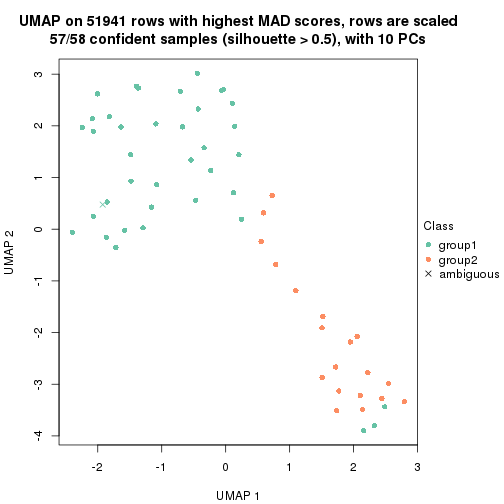 UMAP on 51941 rows with highest MAD scores, rows are scaled
57/58 confident samples (silhouette > 0.5), with 10 PCs
3
2
1
0
-1
-2
-3
-4
UMAP 2
-2 -1 0 1 2 3
UMAP 1
Class
group1
group2
ambiguous